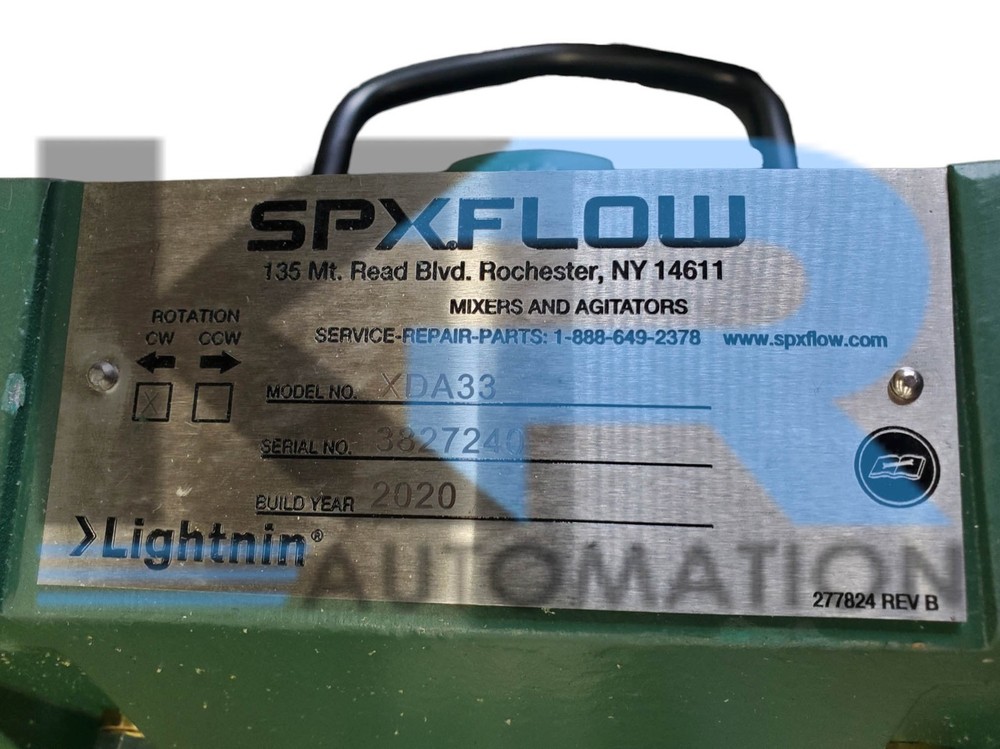 SPXFLOW
135 Mt. Read Blvd. Rochester, NY 14611
MIXERS AND AGITATORS
SERVICE-REPAIR-PARTS: 1-888-649-2378 www.spxflow.com
ROTATION
CW CCW
X
MODEL NO. XDA33
SERIAL NO. 3827240
BUILD YEAR 2020
Lightnin®
KR
AUTOMATION
277824 REV B